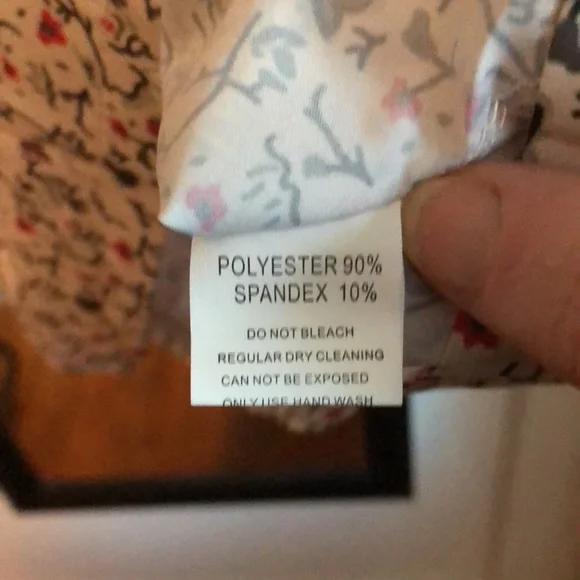 POLYESTER 90%
SPANDEX 10%
DO NOT BLEACH
REGULAR DRY CLEANING
CAN NOT BE EXPOSED
ONLY USE HAND WASH